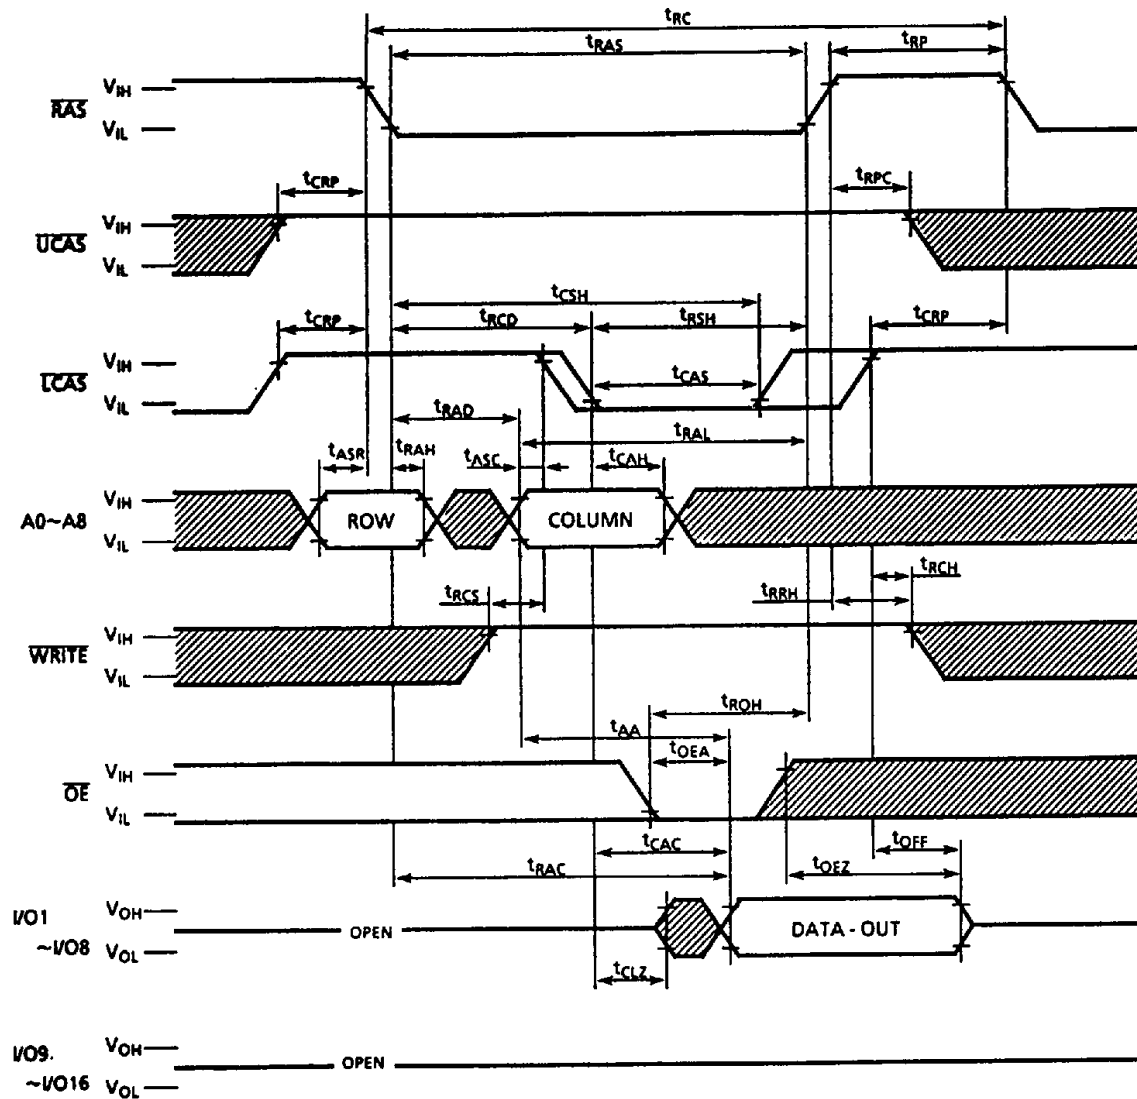 tRC
tRAS
tRP
RAS
VIH
VIL
tCRP
tRPC
UCAS
VIH
VIL
tCSH
tCRP
tRCD
tRSH
tCRP
LCAS
VIH
VIL
tCAS
tRAD
tRAL
tASR
tRAH
tASC
tCAH
A0~A8
VIH
VIL
ROW
COLUMN
tRCS
tRRH
tRCH
WRITE
VIH
VIL
tROH
tAA
tOEA
OE
VIH
VIL
tCAC
tOFF
tRAC
tOEZ
I/O1
~I/O8
VOH
VOL
OPEN
DATA - OUT
tCLZ
I/O9.
~I/O16
VOH
VOL
OPEN